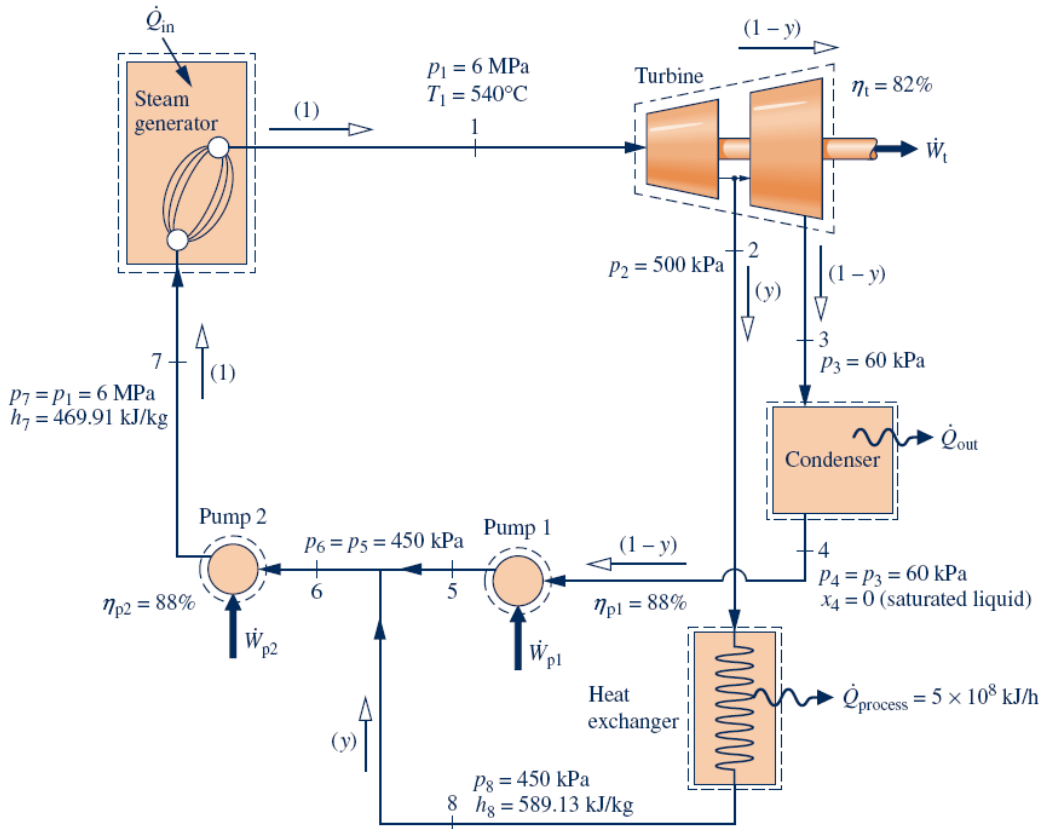 Q̇in
Steam
generator
(1)
p1 = 6 MPa
T1 = 540°C
1
Turbine
(1 – y)
ηt = 82%
Ẇt
2
p2 = 500 kPa
(y)
(1 – y)
3
p3 = 60 kPa
Condenser
Q̇out
7
(1)
p7 = p1 = 6 MPa
h7 = 469.91 kJ/kg
Pump 2
p6 = p5 = 450 kPa
Pump 1
(1 – y)
4
p4 = p3 = 60 kPa
x4 = 0 (saturated liquid)
6
5
ηp2 = 88%
ηp1 = 88%
Ẇp2
Ẇp1
Heat
exchanger
Q̇process = 5 × 10⁸ kJ/h
(y)
p8 = 450 kPa
8
h8 = 589.13 kJ/kg